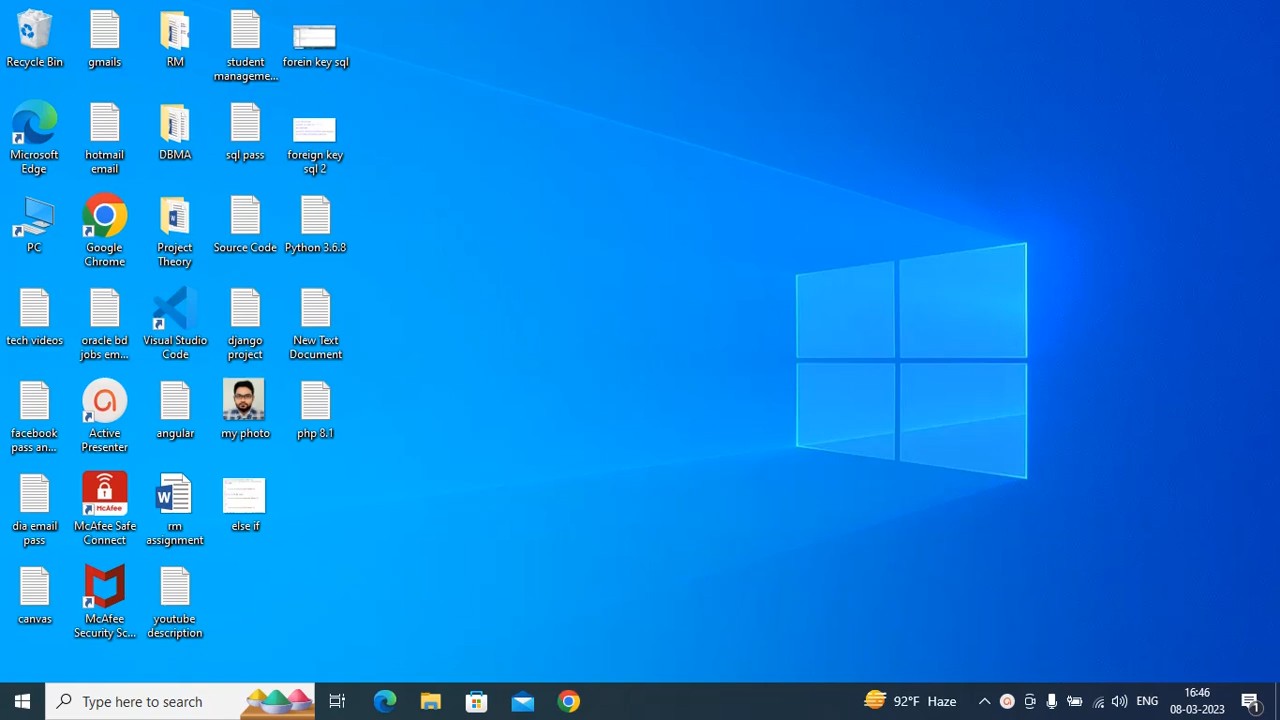 Recycle Bin
gmails
RM
student
manageme...
forein key sql
Microsoft
Edge
hotmail
email
DBMA
sql pass
foreign key
sql 2
PC
Google
Chrome
Project
Theory
Source Code
Python 3.6.8
tech videos
oracle bd
jobs em...
Visual Studio
Code
django
project
New Text
Document
facebook
pass an...
Active
Presenter
angular
my photo
php 8.1
dia email
pass
McAfee
McAfee Safe
Connect
rm
assignment
else if
canvas
McAfee
Security Sc...
youtube
description
Type here to search
92°F Haze
ENG
16:46
08-03-2023
1